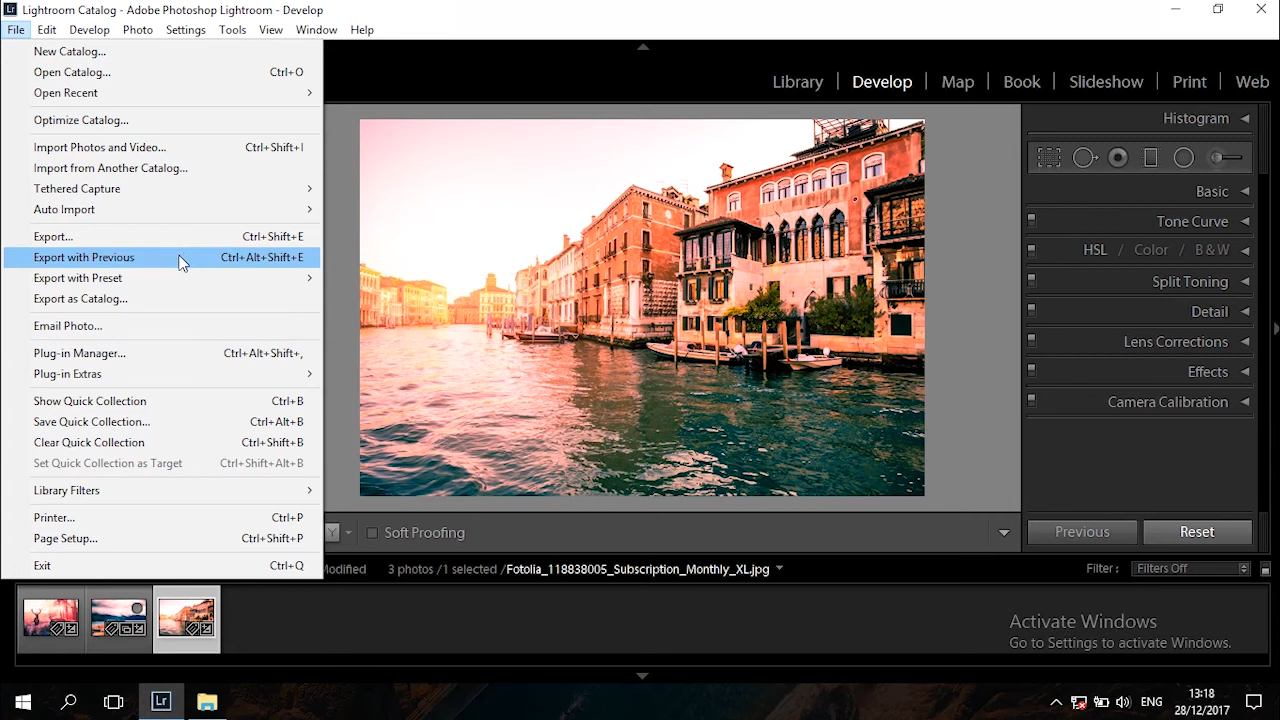 Lr Lightroom Catalog - Adobe Photoshop Lightroom - Develop
File Edit Develop Photo Settings Tools View Window Help
New Catalog...
Open Catalog... Ctrl+O
Open Recent
Optimize Catalog...
Import Photos and Video... Ctrl+Shift+I
Import from Another Catalog...
Tethered Capture
Auto Import
Export... Ctrl+Shift+E
Export with Previous Ctrl+Alt+Shift+E
Export with Preset
Export as Catalog...
Email Photo...
Plug-in Manager... Ctrl+Alt+Shift+,
Plug-in Extras
Show Quick Collection Ctrl+B
Save Quick Collection... Ctrl+Alt+B
Clear Quick Collection Ctrl+Shift+B
Set Quick Collection as Target Ctrl+Shift+Alt+B
Library Filters
Printer... Ctrl+P
Page Setup... Ctrl+Shift+P
Exit Ctrl+Q
Library Develop Map Book Slideshow Print Web
Histogram
Basic
Tone Curve
HSL / Color / B&W
Split Toning
Detail
Lens Corrections
Effects
Camera Calibration
Y Soft Proofing
Previous Reset
odified 3 photos /1 selected /Fotolia_118838005_Subscription_Monthly_XL.jpg
Filter : Filters Off
Activate Windows
Go to Settings to activate Windows.
Lr
ENG
13:18
28/12/2017